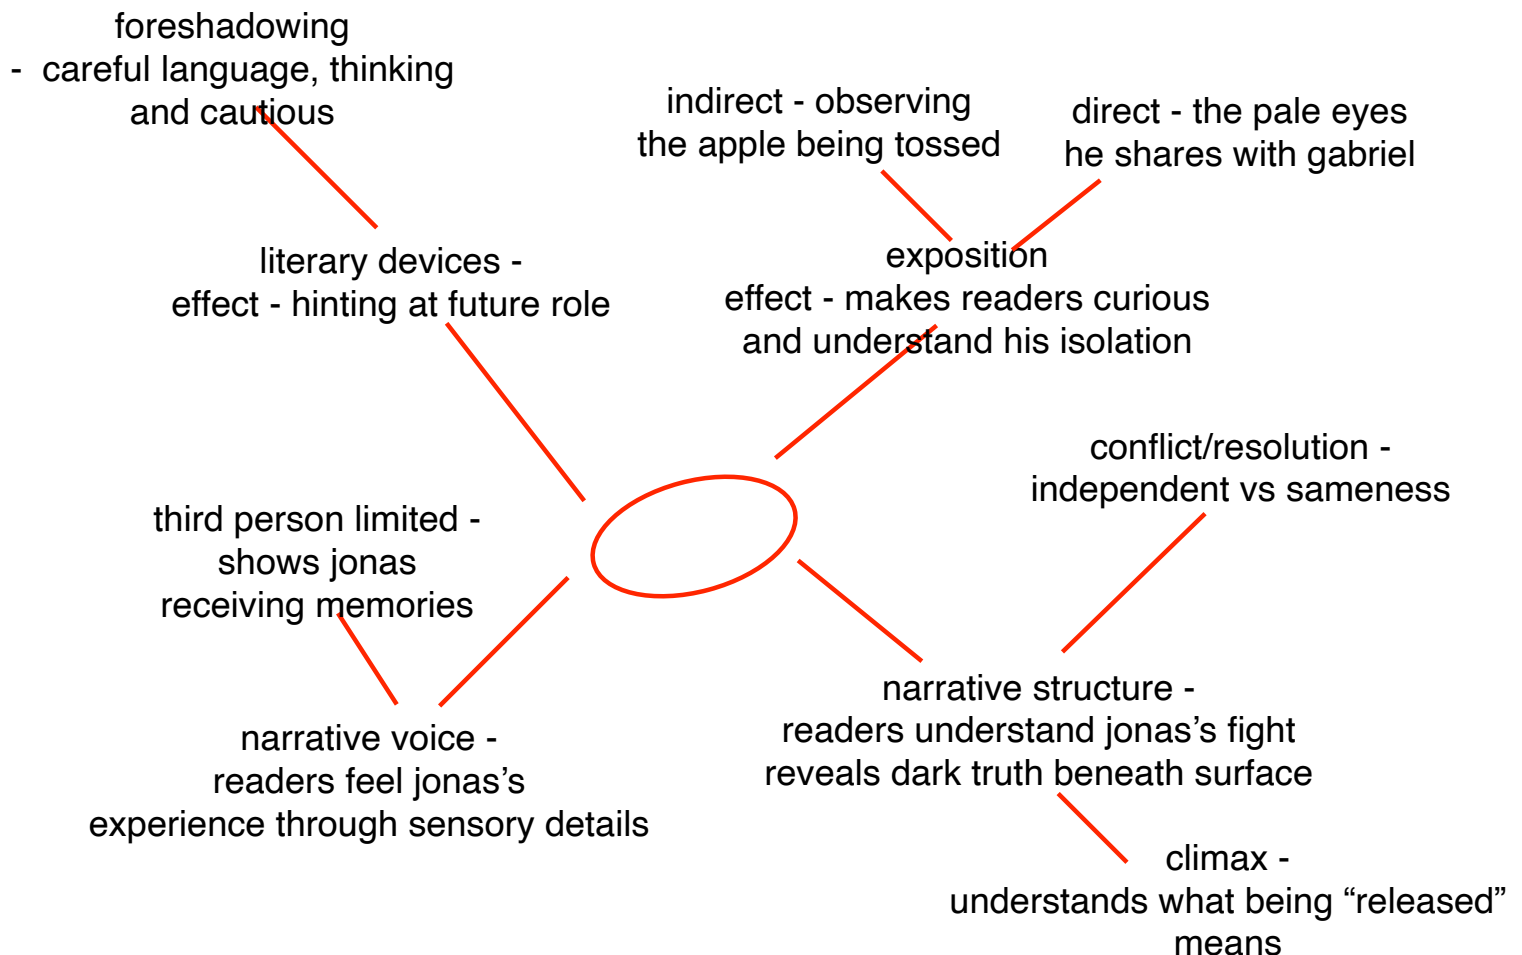 foreshadowing
- careful language, thinking
and cautious
indirect - observing
the apple being tossed
direct - the pale eyes
he shares with gabriel
literary devices -
effect - hinting at future role
exposition
effect - makes readers curious
and understand his isolation
conflict/resolution -
independent vs sameness
third person limited -
shows jonas
receiving memories
narrative voice -
readers feel jonas’s
experience through sensory details
narrative structure -
readers understand jonas’s fight
reveals dark truth beneath surface
climax -
understands what being “released”
means